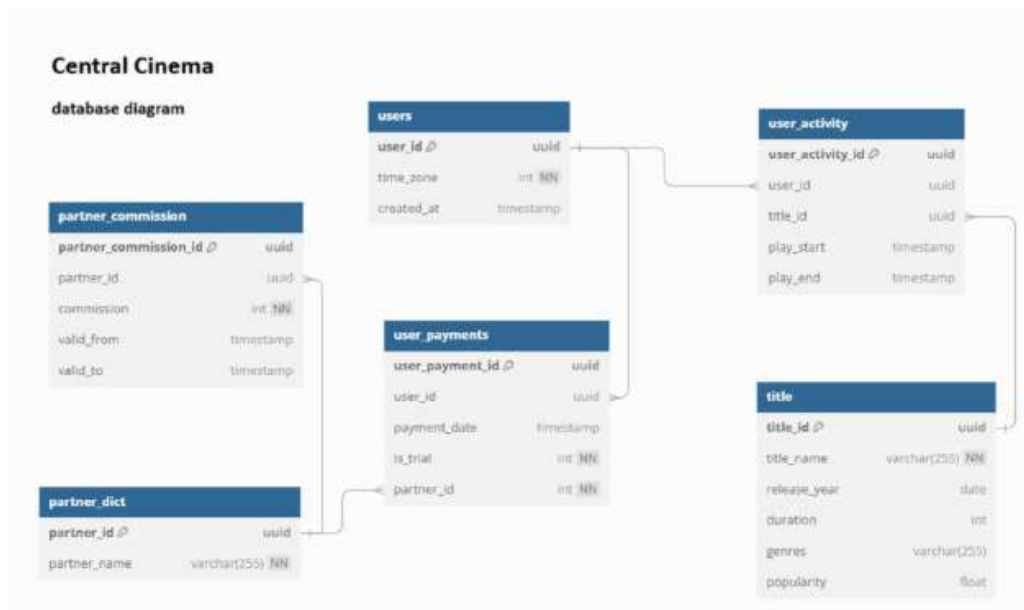 Central Cinema
database diagram
users
user_id uuid
time_zone int NN
created_at timestamp
user_activity
user_activity_id uuid
user_id uuid
title_id uuid
play_start timestamp
play_end timestamp
partner_commission
partner_commission_id uuid
partner_id uuid
commission int NN
valid_from timestamp
valid_to timestamp
user_payments
user_payment_id uuid
user_id uuid
payment_date timestamp
is_trial int NN
partner_id int NN
title
title_id uuid
title_name varchar(255) NN
release_year date
duration int
genres varchar(255)
popularity float
partner_dict
partner_id uuid
partner_name varchar(255) NN